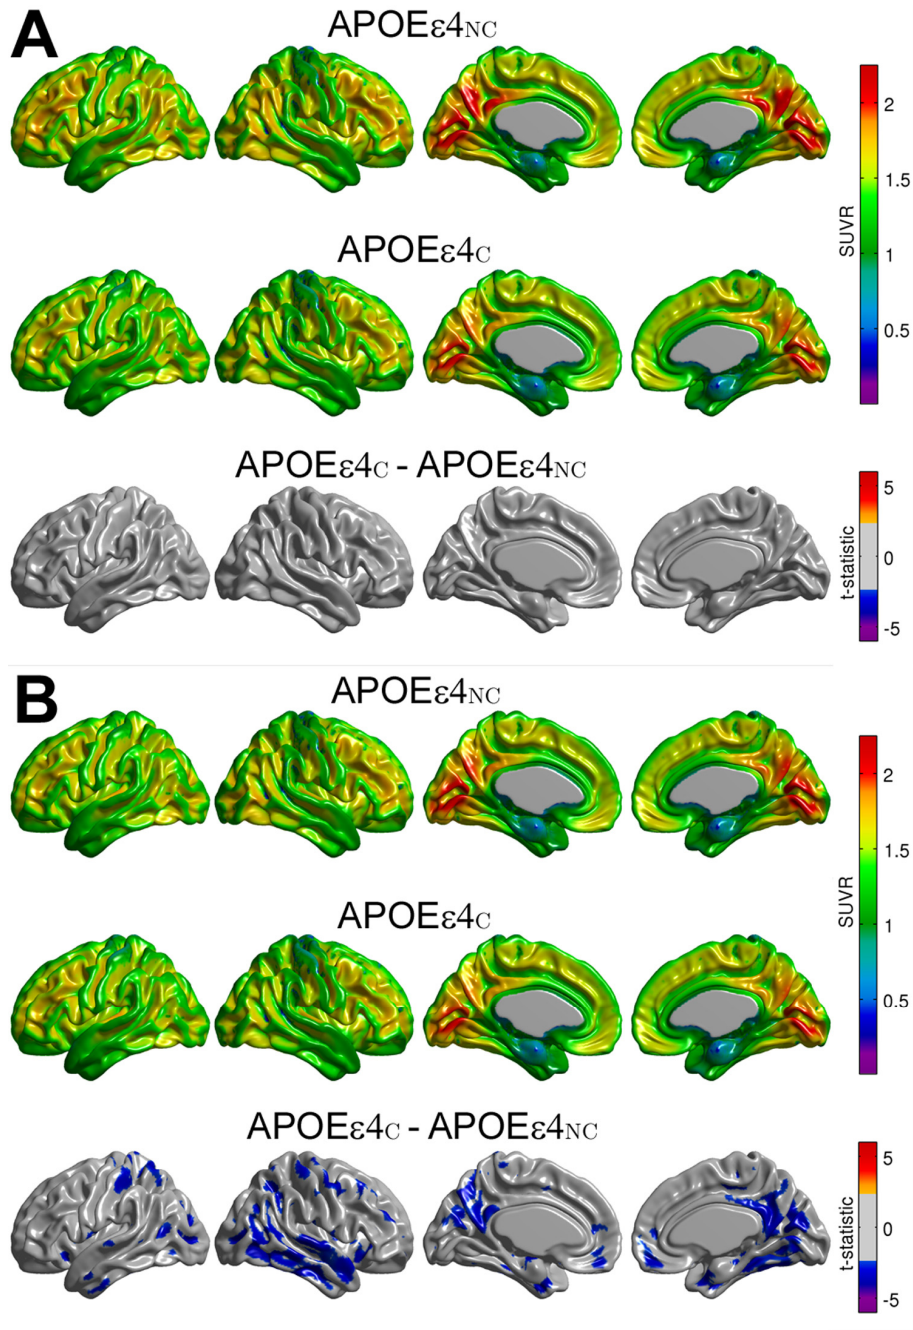 A
APOEε4NC
2
1.5
1
0.5
SUVR
APOEε4C
APOEε4C - APOEε4NC
5
0
-5
t-statistic
B
APOEε4NC
2
1.5
1
0.5
SUVR
APOEε4C
APOEε4C - APOEε4NC
5
0
-5
t-statistic